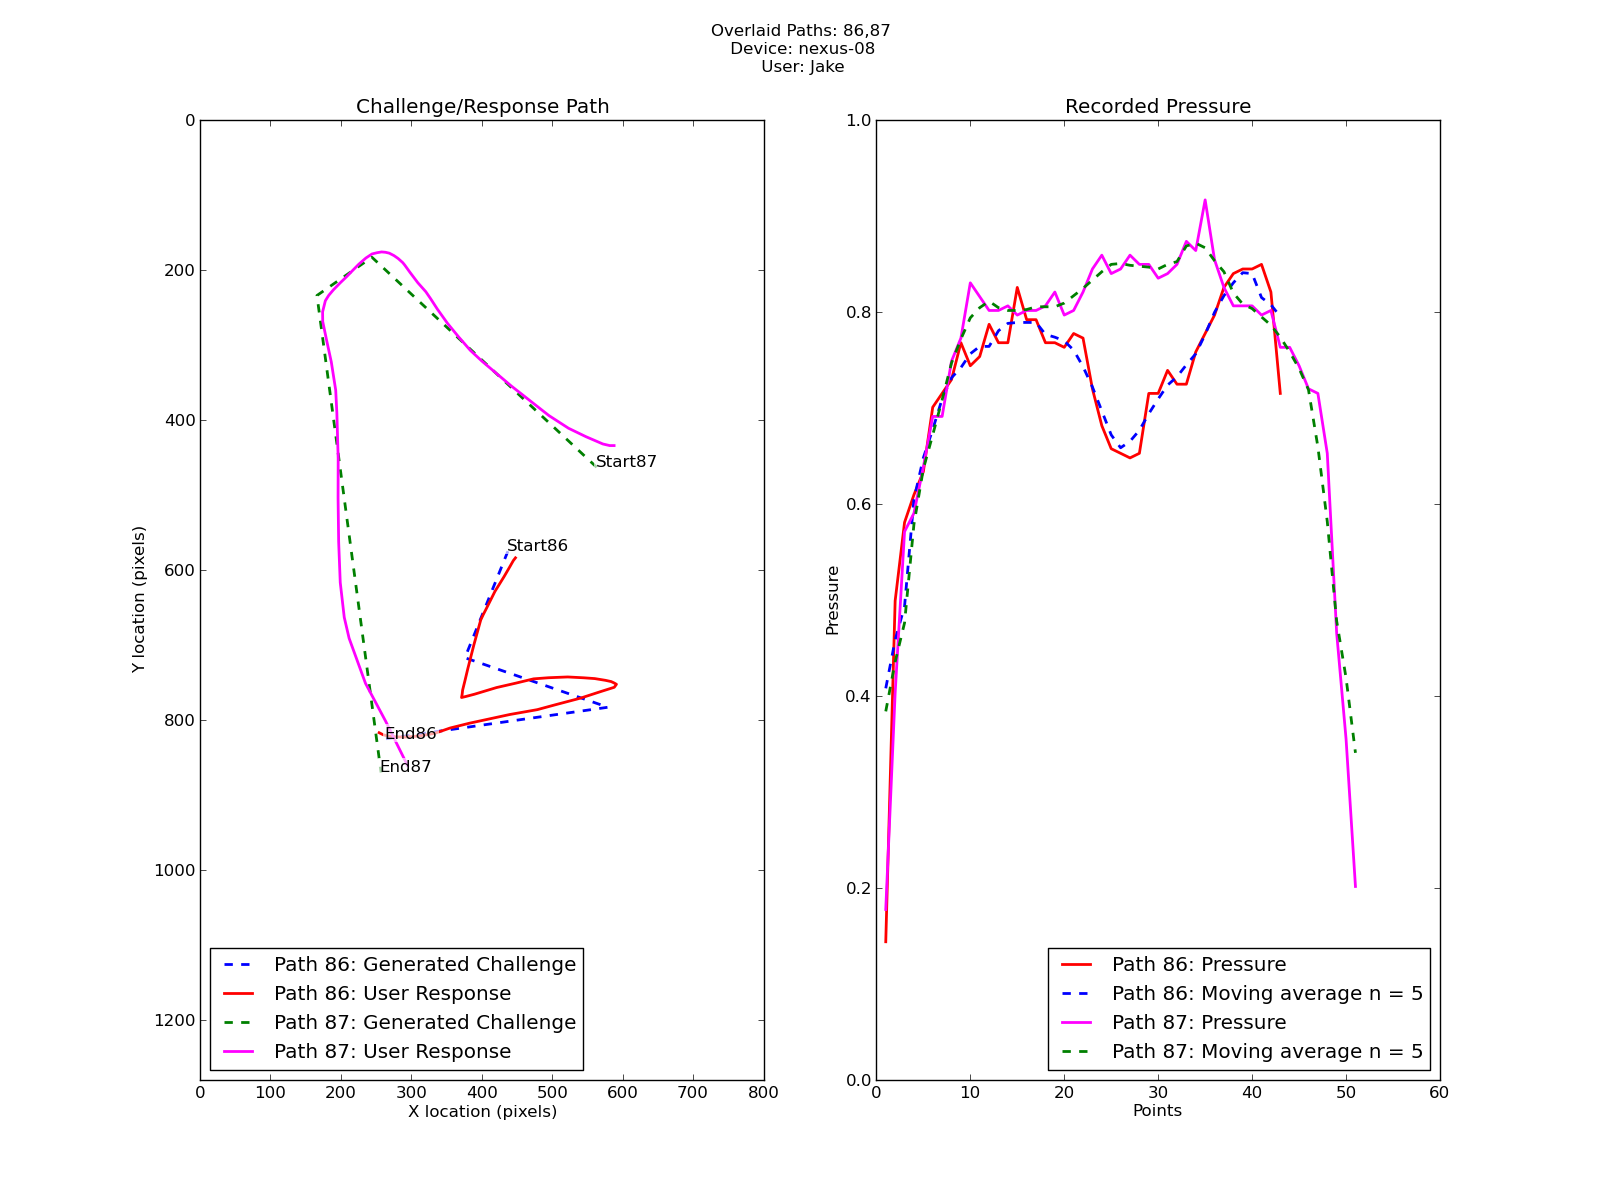 Overlaid Paths: 86,87
Device: nexus-08
User: Jake
Challenge/Response Path
0
200
400
600
800
1000
1200
Y location (pixels)
Start87
Start86
End86
End87
Path 86: Generated Challenge
Path 86: User Response
Path 87: Generated Challenge
Path 87: User Response
0 100 200 300 400 500 600 700 800
X location (pixels)
Recorded Pressure
1.0
0.8
0.6
0.4
0.2
0.0
Pressure
Path 86: Pressure
Path 86: Moving average n = 5
Path 87: Pressure
Path 87: Moving average n = 5
0 10 20 30 40 50 60
Points